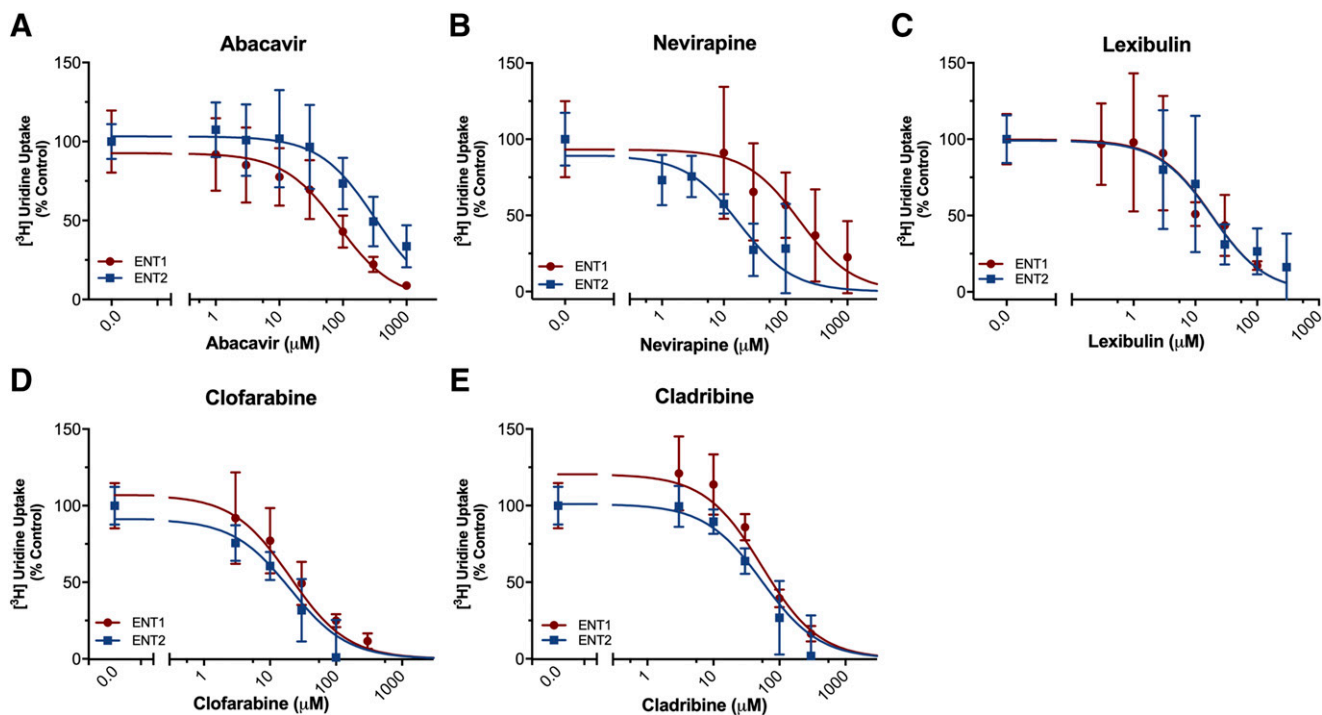 A
Abacavir
[³H] Uridine Uptake
(% Control)
150
100
50
0
ENT1
ENT2
0.0
1
10
100
1000
Abacavir (μM)
B
Nevirapine
[³H] Uridine Uptake
(% Control)
150
100
50
0
ENT1
ENT2
0.0
1
10
100
1000
Nevirapine (μM)
C
Lexibulin
[³H] Uridine Uptake
(% Control)
150
100
50
0
ENT1
ENT2
0.0
1
10
100
1000
Lexibulin (μM)
D
Clofarabine
[³H] Uridine Uptake
(% Control)
150
100
50
0
ENT1
ENT2
0.0
1
10
100
1000
Clofarabine (μM)
E
Cladribine
[³H] Uridine Uptake
(% Control)
150
100
50
0
ENT1
ENT2
0.0
1
10
100
1000
Cladribine (μM)